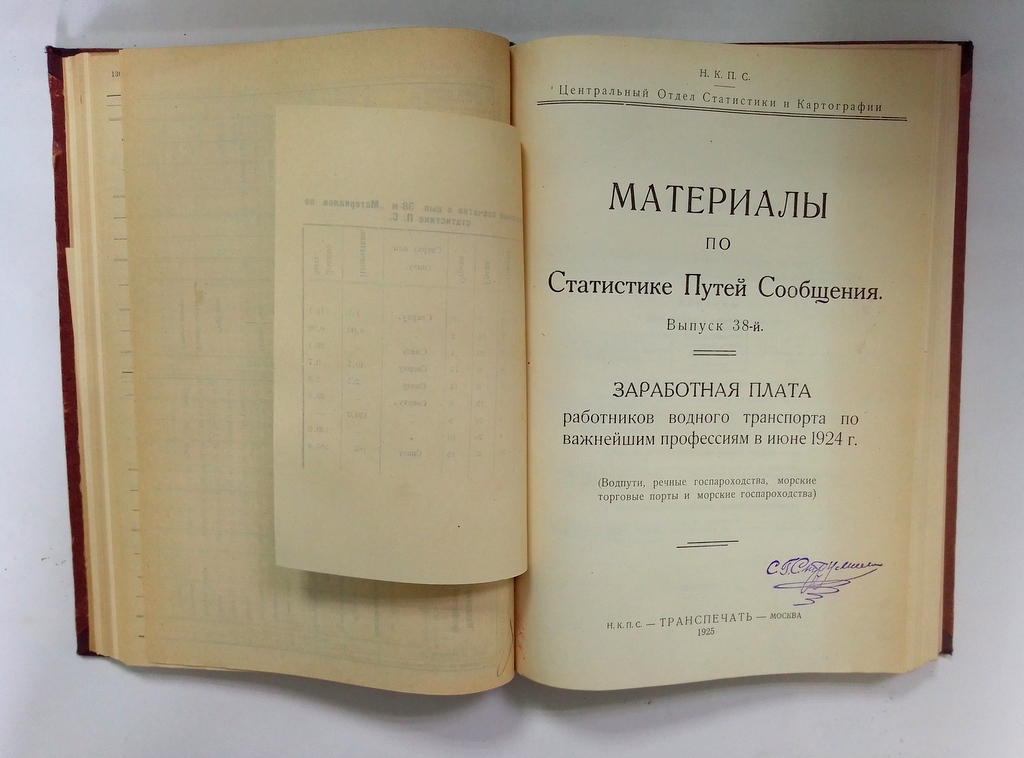 Н. К. П. С.
Центральный Отдел Статистики и Картографии
МАТЕРИАЛЫ
ПО
Статистике Путей Сообщения.
Выпуск 38-й.
ЗАРАБОТНАЯ ПЛАТА
работников водного транспорта по
важнейшим профессиям в июне 1924 г.
(Водпути, речные госпароходства, морские
торговые порты и морские госпароходства)
Н. К. П. С. — ТРАНСПЕЧАТЬ — МОСКВА
1925